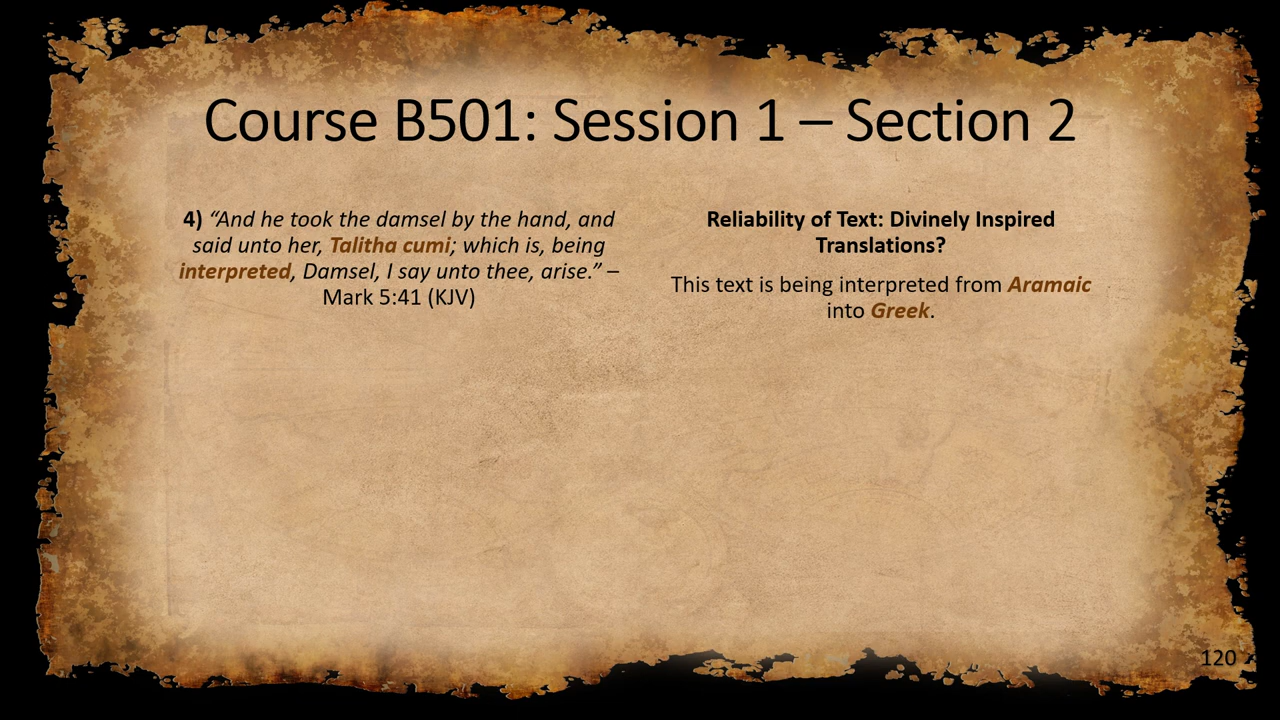 Course B501: Session 1 – Section 2
4) “And he took the damsel by the hand, and
said unto her, Talitha cumi; which is, being
interpreted, Damsel, I say unto thee, arise.” –
Mark 5:41 (KJV)
Reliability of Text: Divinely Inspired
Translations?
This text is being interpreted from Aramaic
into Greek.
120